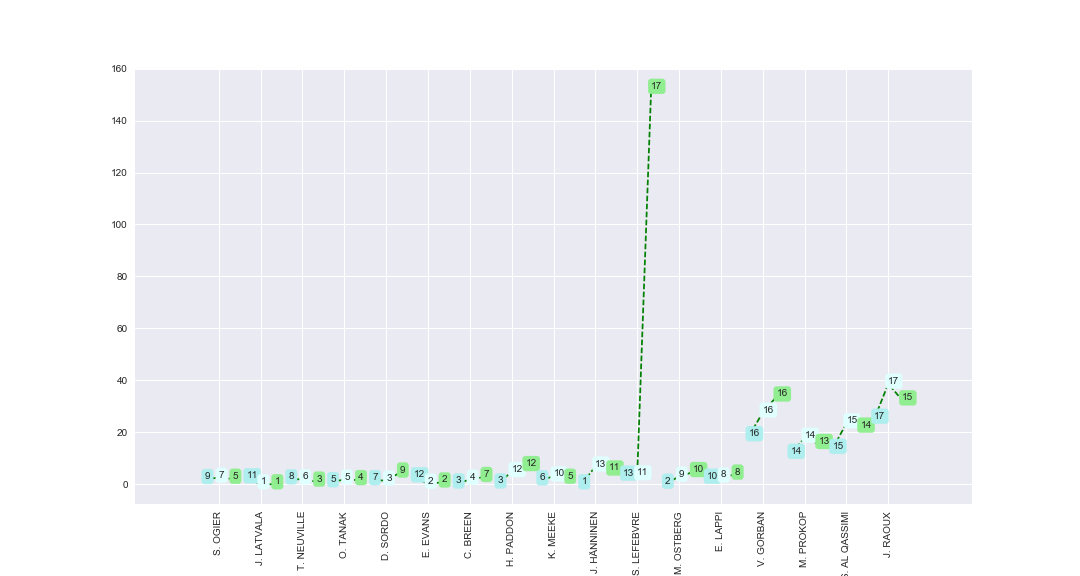 160
140
120
100
80
60
40
20
0
17
17
16 16 16
15
14 13 15 15 14 17
9 7 5 11 1 1 8 6 3 5 5 4 7 3 9 12 2 2 3 4 7 3 12 12 6 10 5 1 13 11 13 11 2 9 10 10 8 8
S. OGIER
J. LATVALA
T. NEUVILLE
O. TANAK
D. SORDO
E. EVANS
C. BREEN
H. PADDON
K. MEEKE
J. HANNINEN
S. LEFEBVRE
M. OSTBERG
E. LAPPI
V. GORBAN
M. PROKOP
AL QASSIMI
J. RAOUX